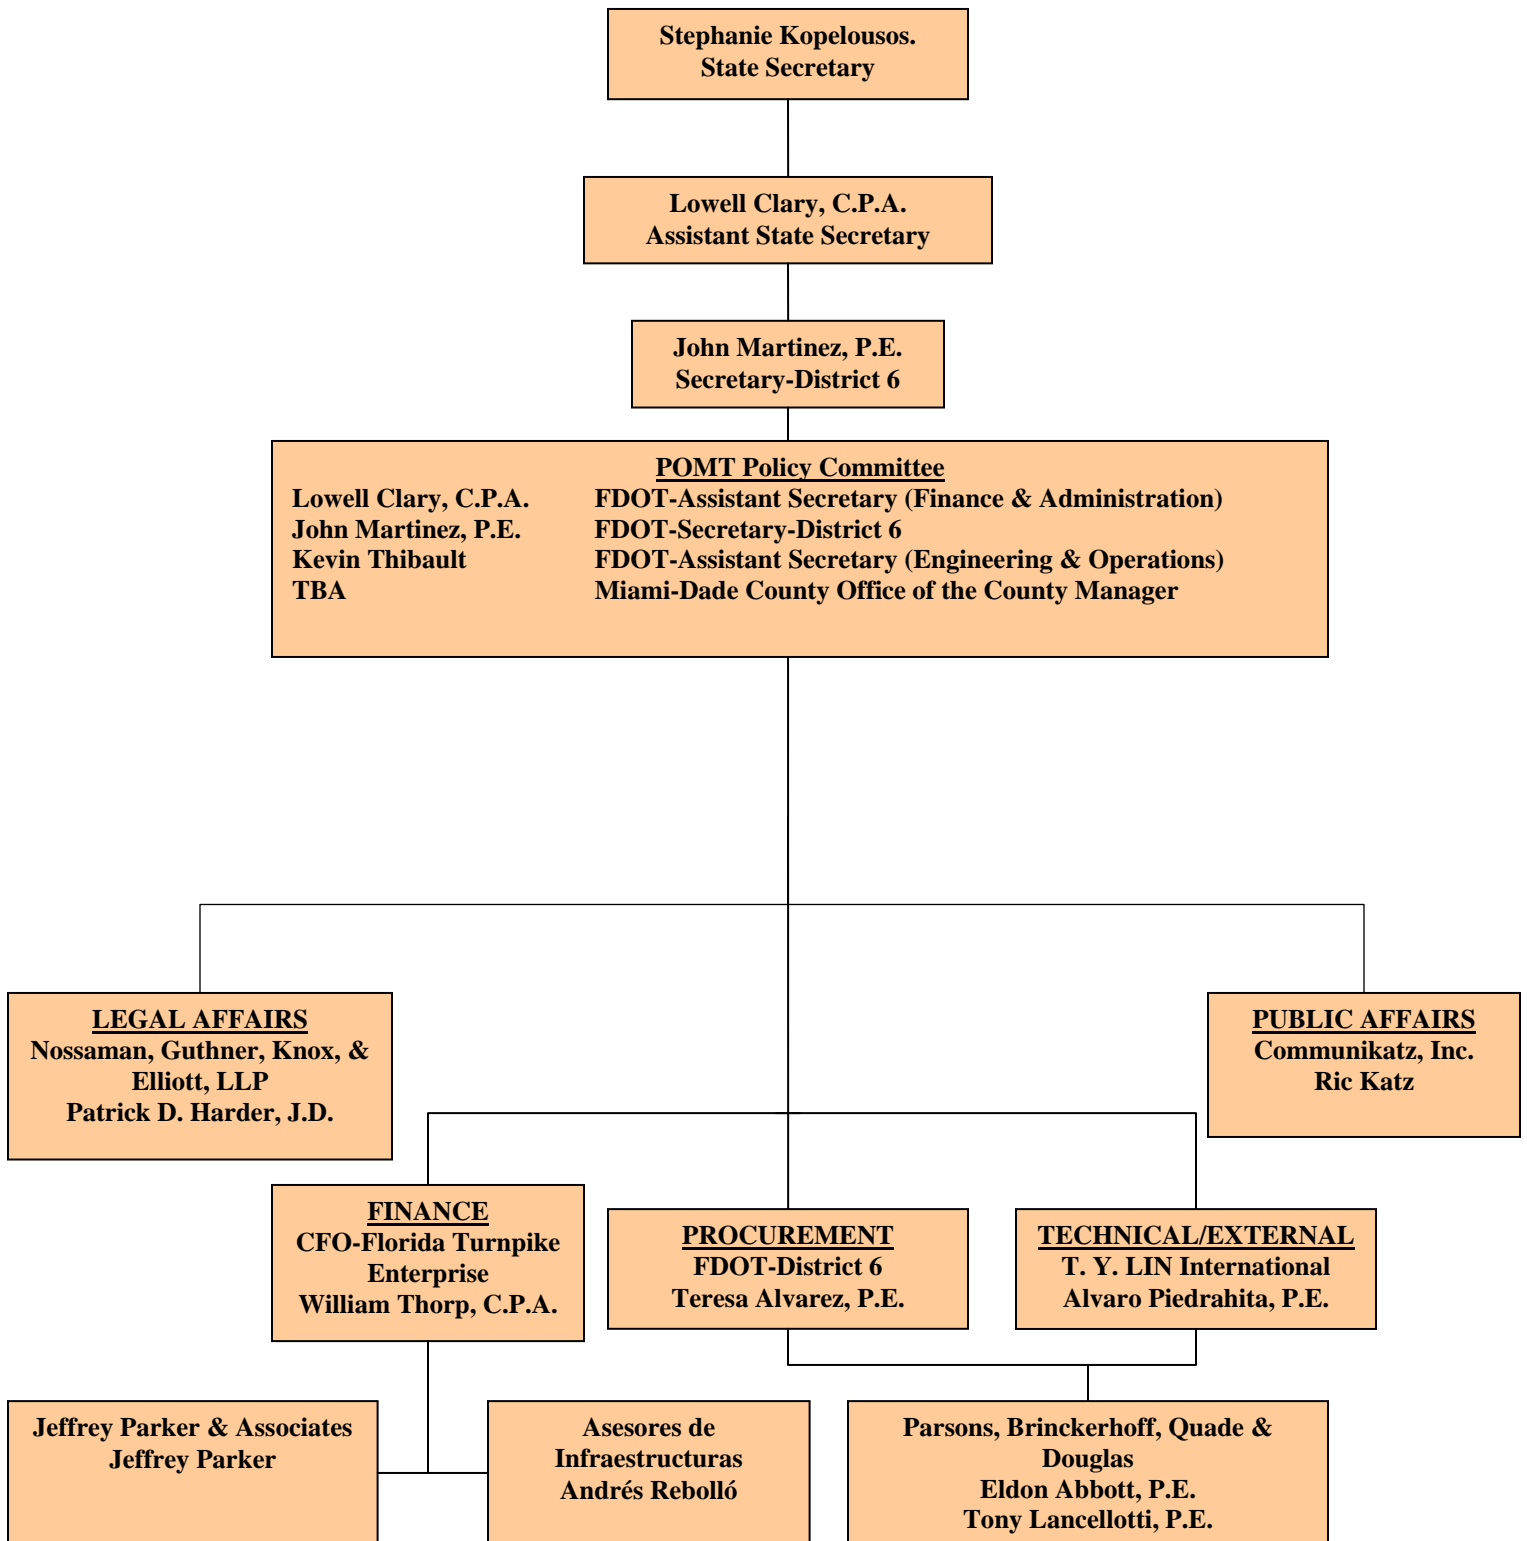 Stephanie Kopelousos.
State Secretary
Lowell Clary, C.P.A.
Assistant State Secretary
John Martinez, P.E.
Secretary-District 6
POMT Policy Committee
Lowell Clary, C.P.A. FDOT-Assistant Secretary (Finance & Administration)
John Martinez, P.E. FDOT-Secretary-District 6
Kevin Thibault FDOT-Assistant Secretary (Engineering & Operations)
TBA Miami-Dade County Office of the County Manager
LEGAL AFFAIRS
Nossaman, Guthner, Knox, &
Elliott, LLP
Patrick D. Harder, J.D.
PUBLIC AFFAIRS
Communikatz, Inc.
Ric Katz
FINANCE
CFO-Florida Turnpike
Enterprise
William Thorp, C.P.A.
PROCUREMENT
FDOT-District 6
Teresa Alvarez, P.E.
TECHNICAL/EXTERNAL
T. Y. LIN International
Alvaro Piedrahita, P.E.
Jeffrey Parker & Associates
Jeffrey Parker
Asesores de
Infraestructuras
Andrés Rebolló
Parsons, Brinckerhoff, Quade &
Douglas
Eldon Abbott, P.E.
Tony Lancellotti, P.E.